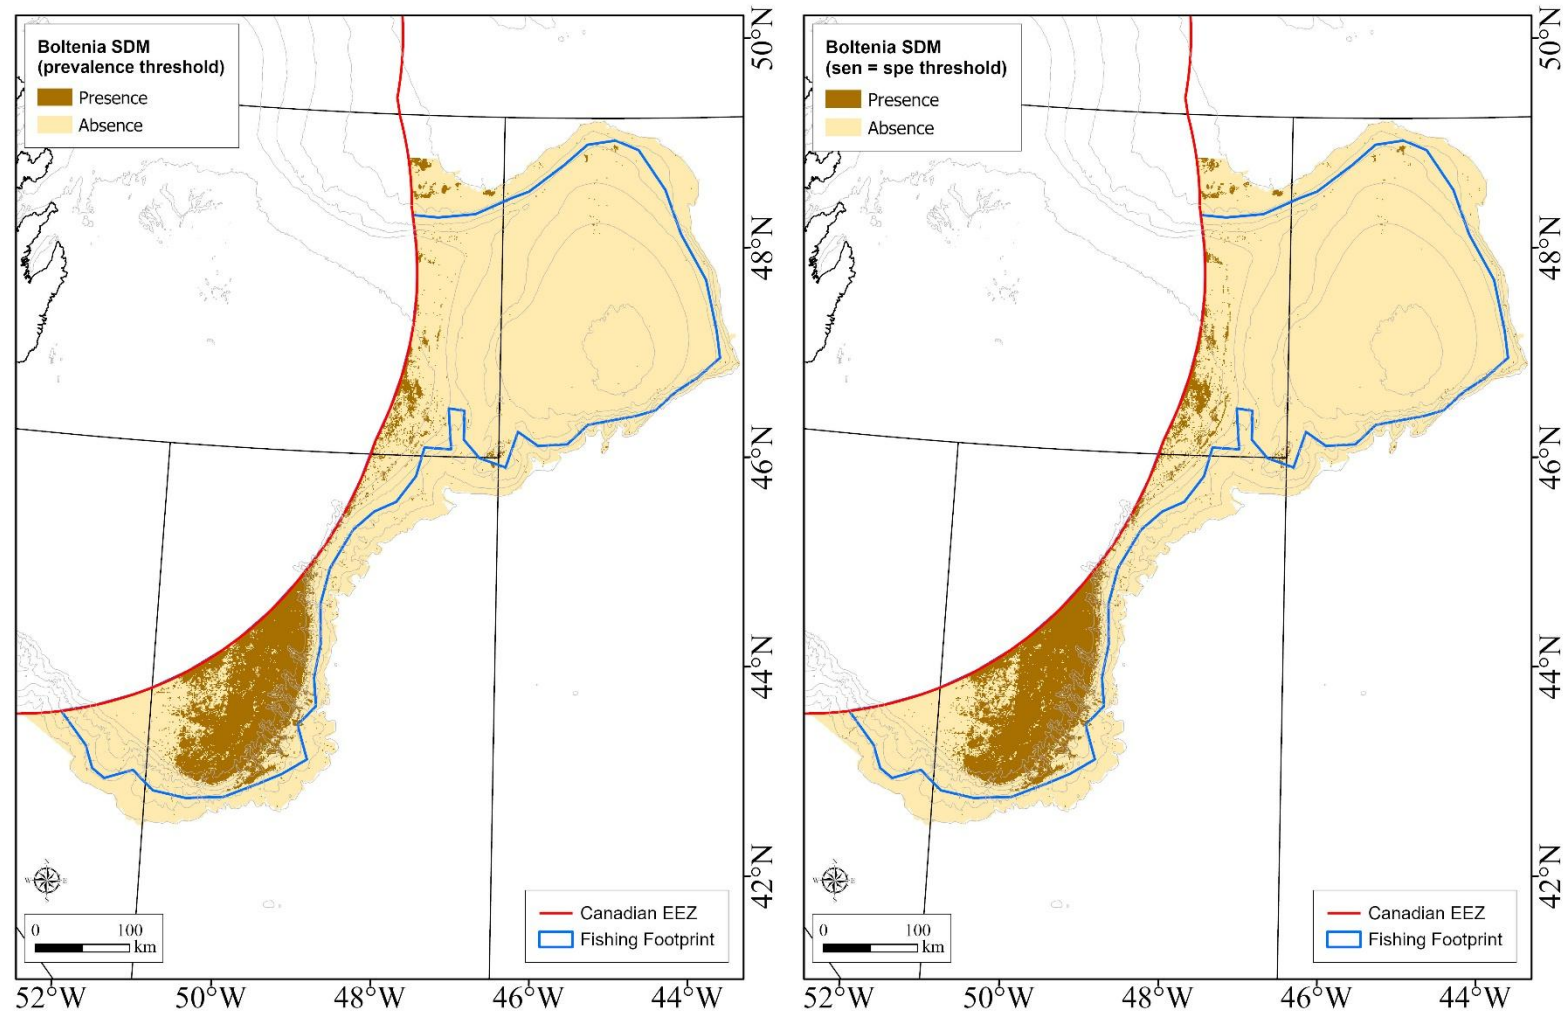 Boltenia SDM
(prevalence threshold)
Presence
Absence
N
W
E
S
0 100
km
Canadian EEZ
Fishing Footprint
50°N
48°N
46°N
44°N
42°N
52°W 50°W 48°W 46°W 44°W
Boltenia SDM
(sen = spe threshold)
Presence
Absence
N
W
E
S
0 100
km
Canadian EEZ
Fishing Footprint
50°N
48°N
46°N
44°N
42°N
52°W 50°W 48°W 46°W 44°W